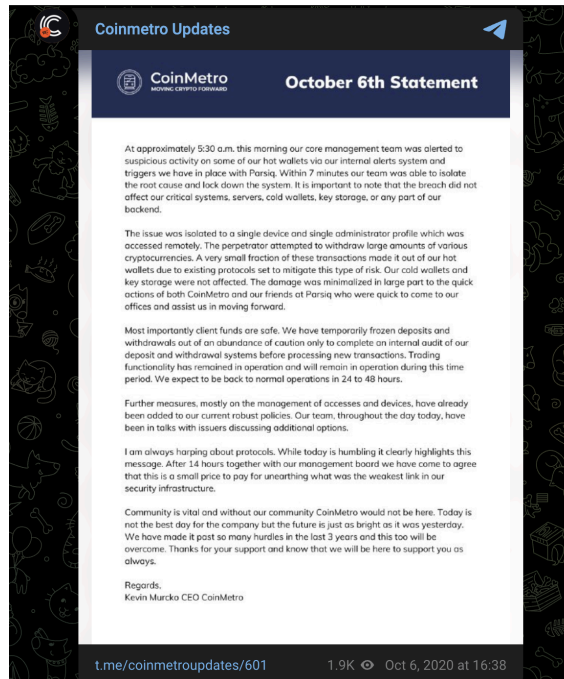 Coinmetro Updates
CoinMetro
MOVING CRYPTO FORWARD
October 6th Statement
At approximately 5:30 a.m. this morning our core management team was alerted to
suspicious activity on some of our hot wallets via our internal alerts system and
triggers we have in place with Parsiq. Within 7 minutes our team was able to isolate
the root cause and lock down the system. It is important to note that the breach did not
affect our critical systems, servers, cold wallets, key storage, or any part of our
backend.
The issue was isolated to a single device and single administrator profile which was
accessed remotely. The perpetrator attempted to withdraw large amounts of various
cryptocurrencies. A very small fraction of these transactions made it out of our hot
wallets due to existing protocols set to mitigate this type of risk. Our cold wallets and
key storage were not affected. The damage was minimalized in large part to the quick
actions of both CoinMetro and our friends at Parsiq who were quick to come to our
offices and assist us in moving forward.
Most importantly client funds are safe. We have temporarily frozen deposits and
withdrawals out of an abundance of caution only to complete an internal audit of our
deposit and withdrawal systems before processing new transactions. Trading
functionality has remained in operation and will remain in operation during this time
period. We expect to be back to normal operations in 24 to 48 hours.
Further measures, mostly on the management of accesses and devices, have already
been added to our current robust policies. Our team, throughout the day today, have
been in talks with issuers discussing additional options.
I am always harping about protocols. While today is humbling it clearly highlights this
message. After 14 hours together with our management board we have come to agree
that this is a small price to pay for unearthing what was the weakest link in our
security infrastructure.
Community is vital and without our community CoinMetro would not be here. Today is
not the best day for the company but the future is just as bright as it was yesterday.
We have made it past so many hurdles in the last 3 years and this too will be
overcome. Thanks for your support and know that we will be here to support you as
always.
Regards,
Kevin Murcko CEO CoinMetro
t.me/coinmetroupdates/601
1.9K
Oct 6, 2020 at 16:38